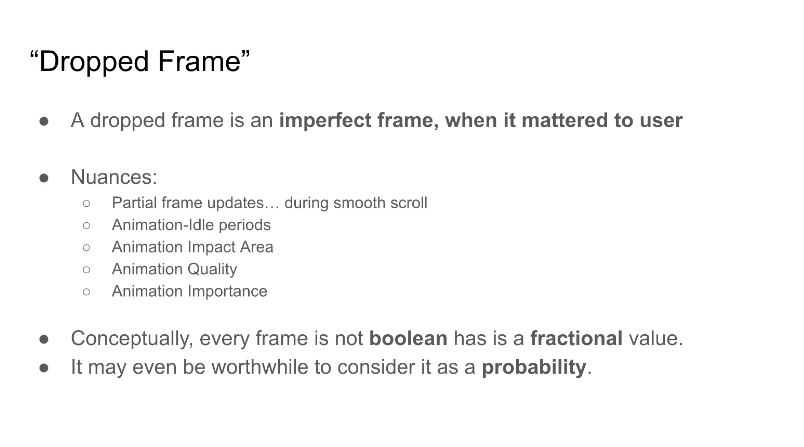 “Dropped Frame”
● A dropped frame is an imperfect frame, when it mattered to user
● Nuances:
○ Partial frame updates… during smooth scroll
○ Animation-Idle periods
○ Animation Impact Area
○ Animation Quality
○ Animation Importance
● Conceptually, every frame is not boolean has is a fractional value.
● It may even be worthwhile to consider it as a probability.